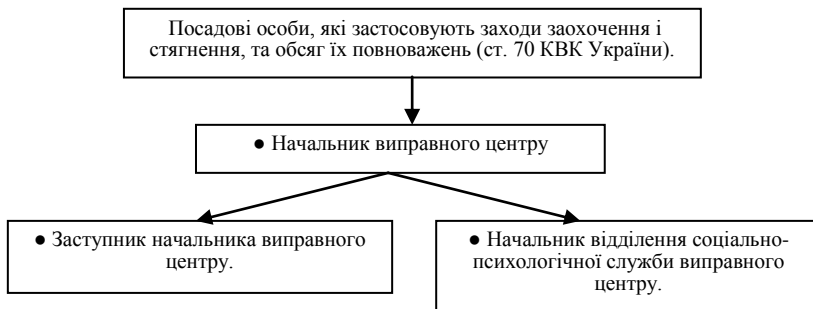 Посадові особи, які застосовують заходи заохочення і
стягнення, та обсяг їх повноважень (ст. 70 КВК України).
● Начальник виправного центру
● Заступник начальника виправного
центру.
● Начальник відділення соціально-
психологічної служби виправного
центру.